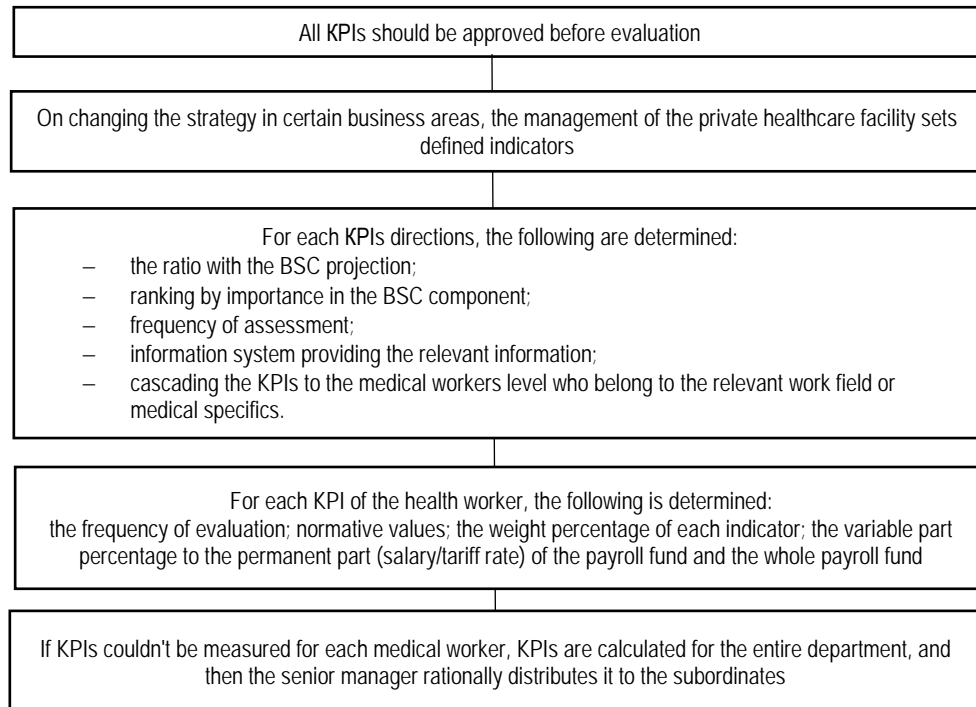 All KPIs should be approved before evaluation
On changing the strategy in certain business areas, the management of the private healthcare facility sets
defined indicators
For each KPIs directions, the following are determined:
– the ratio with the BSC projection;
– ranking by importance in the BSC component;
– frequency of assessment;
– information system providing the relevant information;
– cascading the KPIs to the medical workers level who belong to the relevant work field or
medical specifics.
For each KPI of the health worker, the following is determined:
the frequency of evaluation; normative values; the weight percentage of each indicator; the variable part
percentage to the permanent part (salary/tariff rate) of the payroll fund and the whole payroll fund
If KPIs couldn't be measured for each medical worker, KPIs are calculated for the entire department, and
then the senior manager rationally distributes it to the subordinates